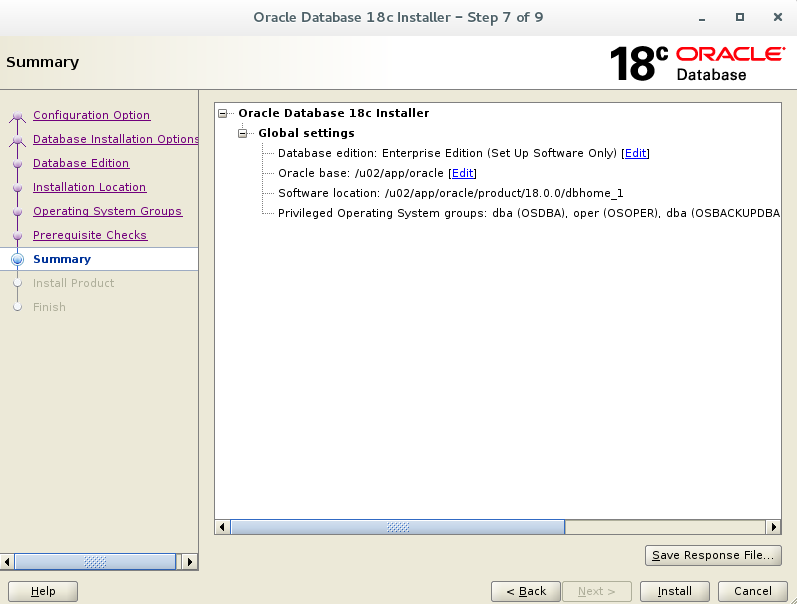 Oracle Database 18c Installer – Step 7 of 9
Summary
18c ORACLE
Database
Configuration Option
Database Installation Options
Database Edition
Installation Location
Operating System Groups
Prerequisite Checks
Summary
Install Product
Finish
Oracle Database 18c Installer
Global settings
Database edition: Enterprise Edition (Set Up Software Only) [Edit]
Oracle base: /u02/app/oracle [Edit]
Software location: /u02/app/oracle/product/18.0.0/dbhome_1
Privileged Operating System groups: dba (OSDBA), oper (OSOPER), dba (OSBACKUPDBA
Save Response File...
Help
< Back
Next >
Install
Cancel